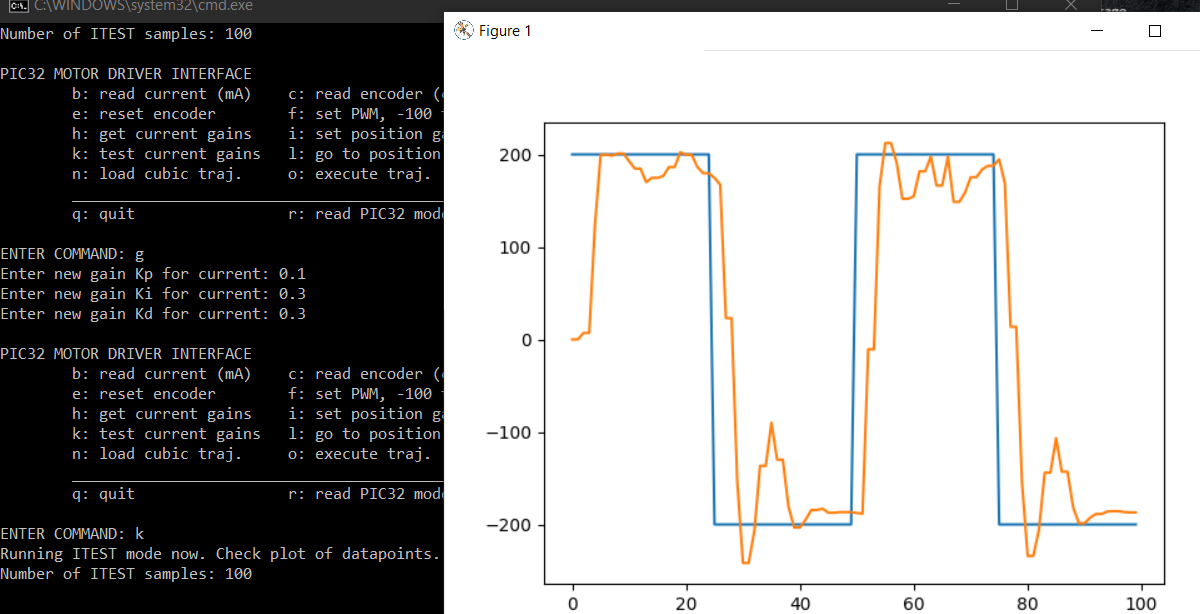 C:\WINDOWS\system32\cmd.exe
Number of ITEST samples: 100
PIC32 MOTOR DRIVER INTERFACE
b: read current (mA) c: read encoder (
e: reset encoder f: set PWM, -100
h: get current gains i: set position
k: test current gains l: go to position
n: load cubic traj. o: execute traj.
q: quit r: read PIC32
ENTER COMMAND: g
Enter new gain Kp for current: 0.1
Enter new gain Ki for current: 0.3
Enter new gain Kd for current: 0.3
PIC32 MOTOR DRIVER INTERFACE
b: read current (mA) c: read encoder (
e: reset encoder f: set PWM, -100
h: get current gains i: set position
k: test current gains l: go to position
n: load cubic traj. o: execute traj.
q: quit r: read PIC32
ENTER COMMAND: k
Running ITEST mode now. Check plot of datapoints.
Number of ITEST samples: 100
Figure 1
200
100
0
−100
−200
0 20 40 60 80 100